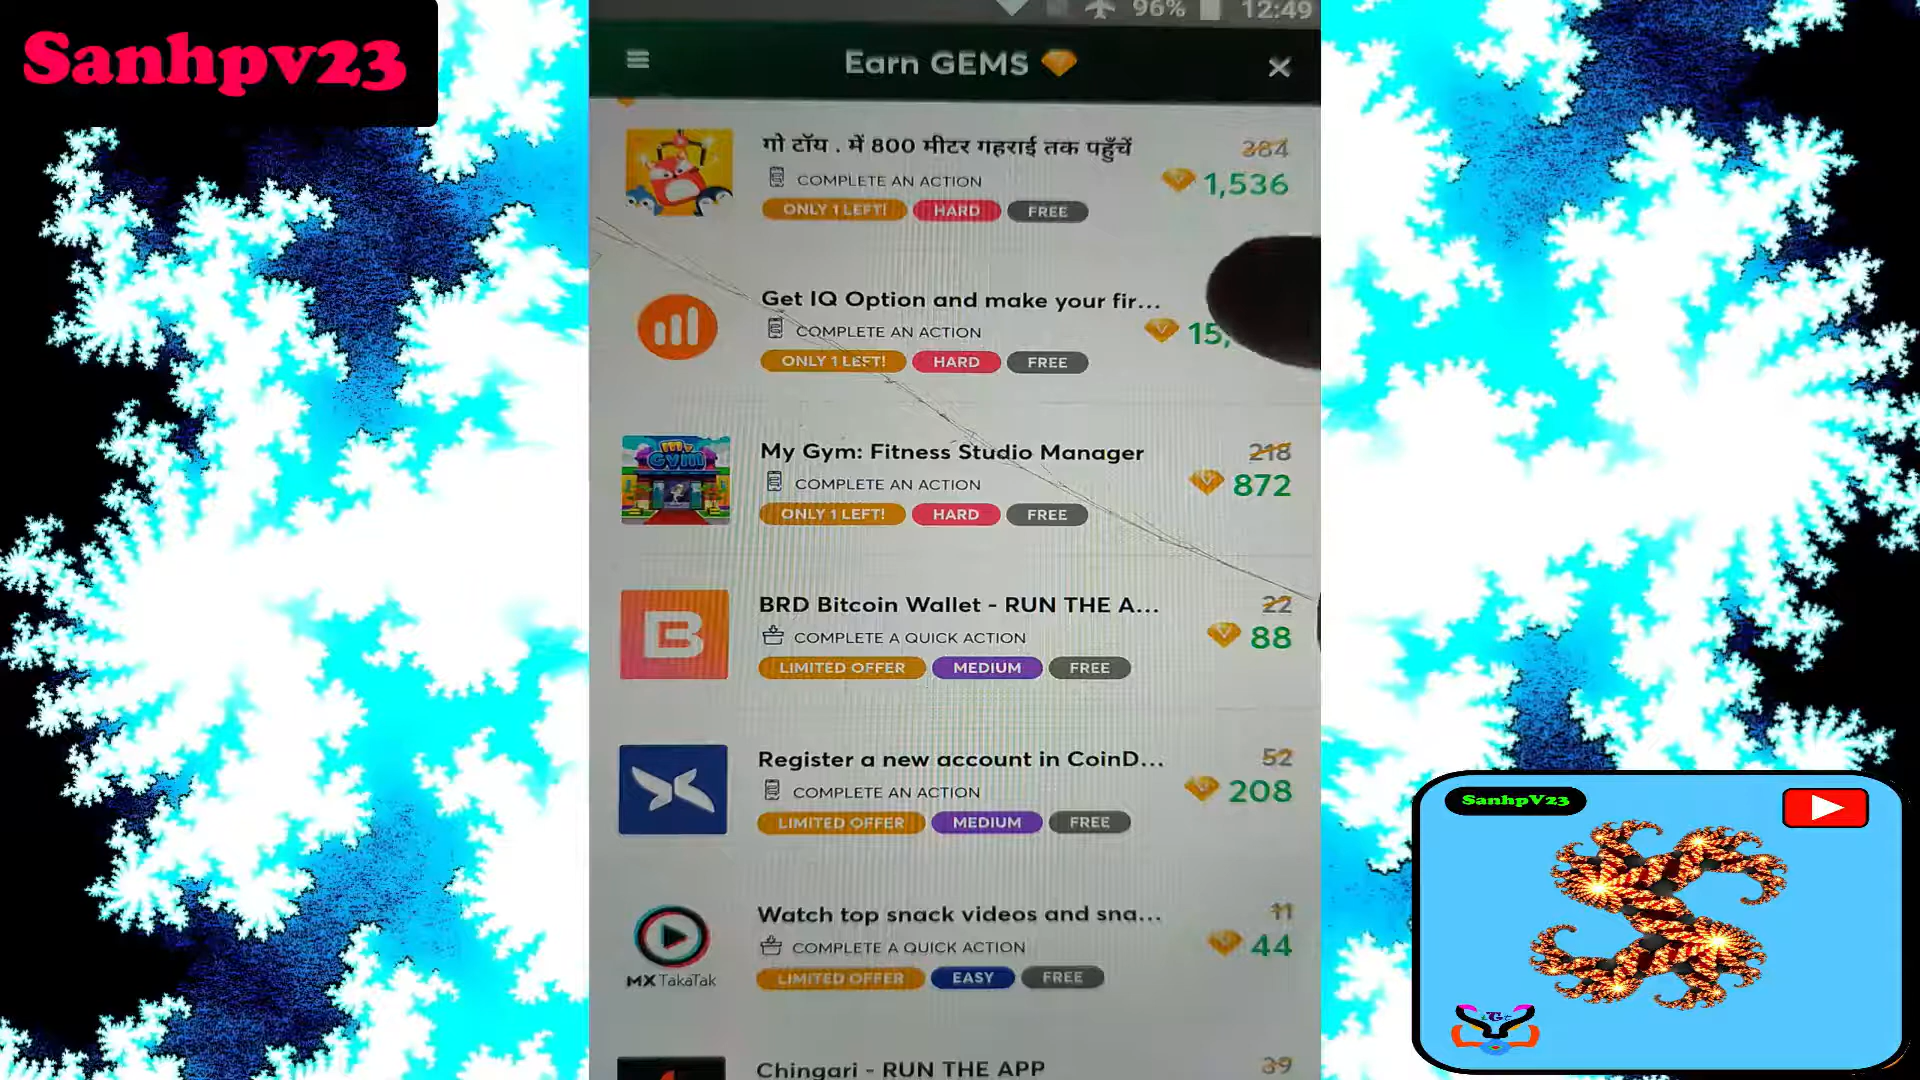 Sanhpv23
96% 12:49
Earn GEMS
गो टॉय . में 800 मीटर गहराई तक पहुँचें
384
COMPLETE AN ACTION
1,536
ONLY 1 LEFT! HARD FREE
Get IQ Option and make your fir...
COMPLETE AN ACTION
15,
ONLY 1 LEFT! HARD FREE
My Gym: Fitness Studio Manager
218
COMPLETE AN ACTION
872
ONLY 1 LEFT! HARD FREE
BRD Bitcoin Wallet - RUN THE A...
22
COMPLETE A QUICK ACTION
88
LIMITED OFFER MEDIUM FREE
Register a new account in CoinD...
52
COMPLETE AN ACTION
208
LIMITED OFFER MEDIUM FREE
Watch top snack videos and sna...
11
COMPLETE A QUICK ACTION
44
MX TakaTak
LIMITED OFFER EASY FREE
Chingari - RUN THE APP
39
SanhpV23